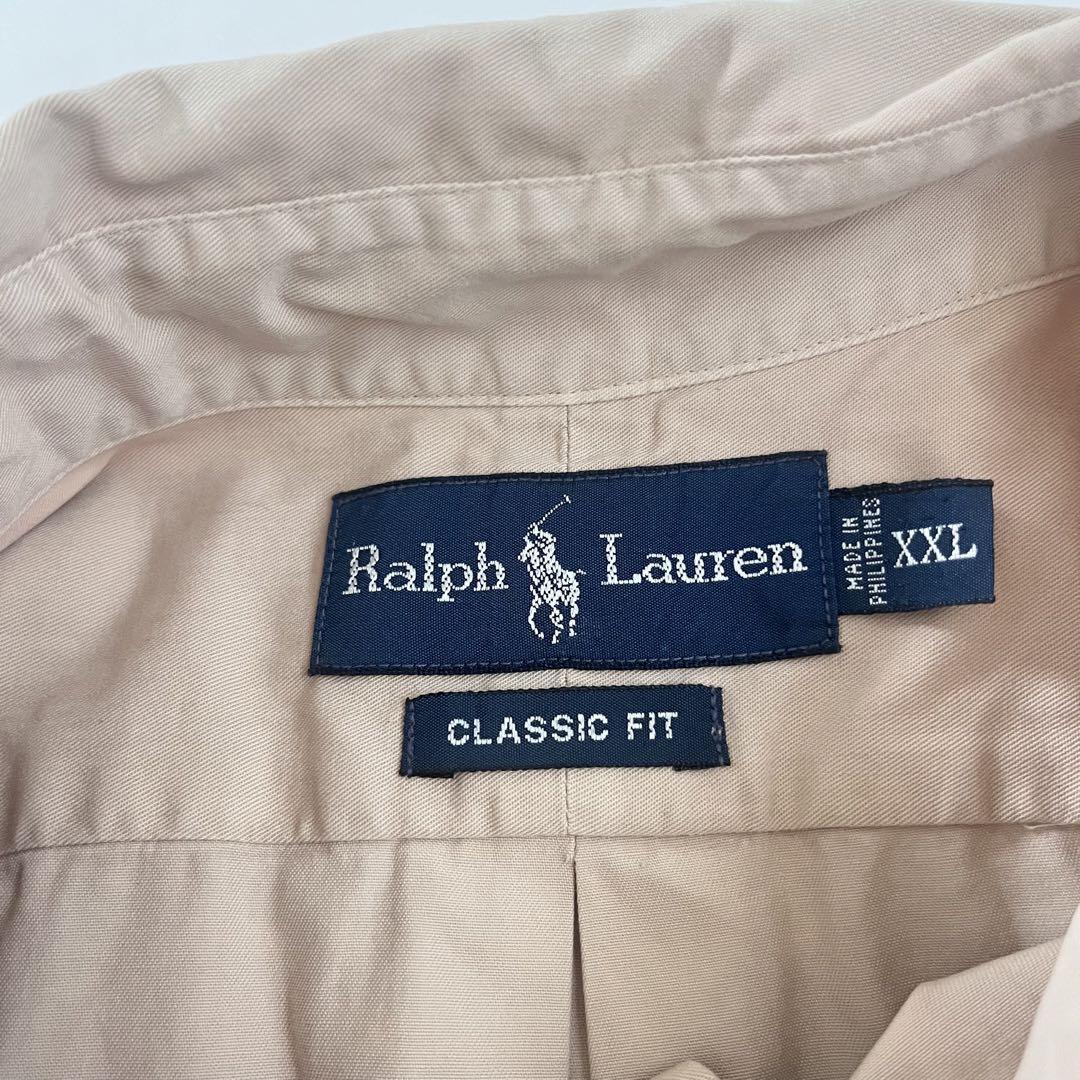 Ralph Lauren
MADE IN
PHILIPPINES
XXL
CLASSIC FIT